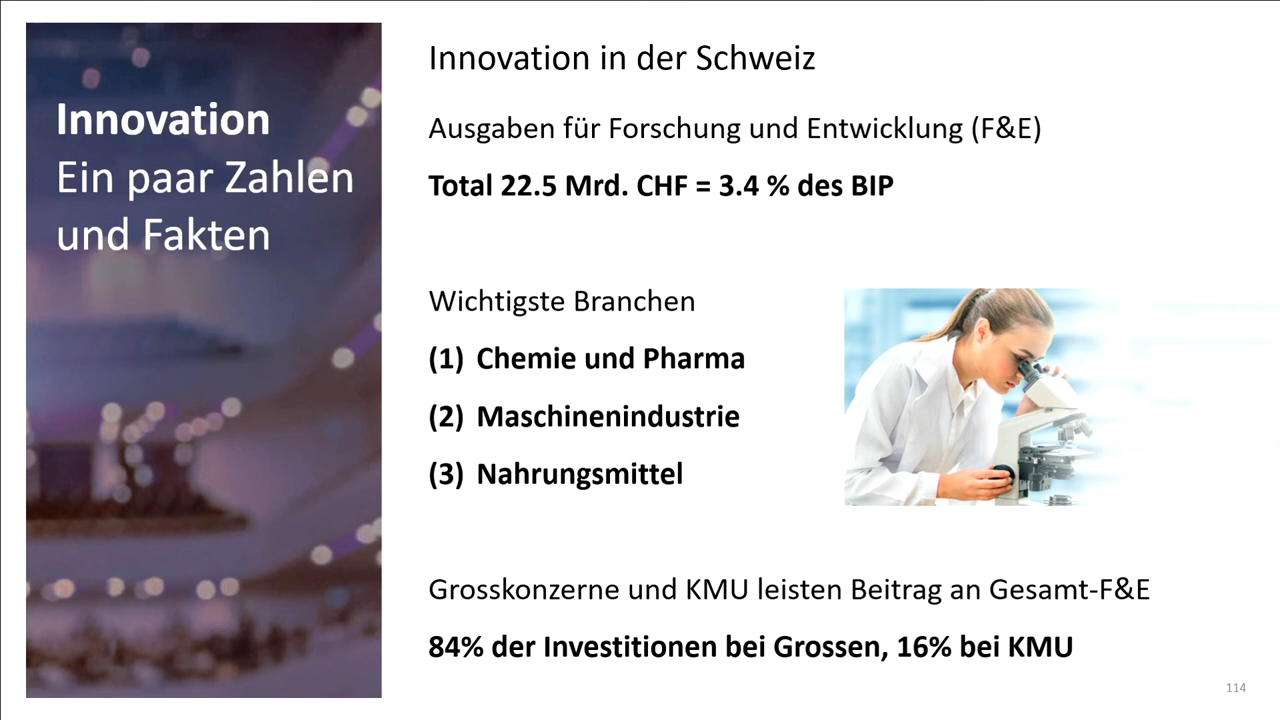 Innovation
Ein paar Zahlen
und Fakten
Innovation in der Schweiz
Ausgaben für Forschung und Entwicklung (F&E)
Total 22.5 Mrd. CHF = 3.4 % des BIP
Wichtigste Branchen
(1) Chemie und Pharma
(2) Maschinenindustrie
(3) Nahrungsmittel
Grosskonzerne und KMU leisten Beitrag an Gesamt-F&E
84% der Investitionen bei Grossen, 16% bei KMU
114